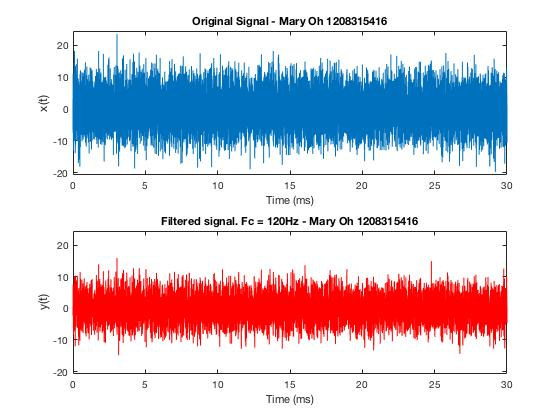 Original Signal - Mary Oh 1208315416
20
10
0
-10
-20
x(t)
0 5 10 15 20 25 30
Time (ms)
Filtered signal. Fc = 120Hz - Mary Oh 1208315416
20
10
0
-10
-20
y(t)
0 5 10 15 20 25 30
Time (ms)